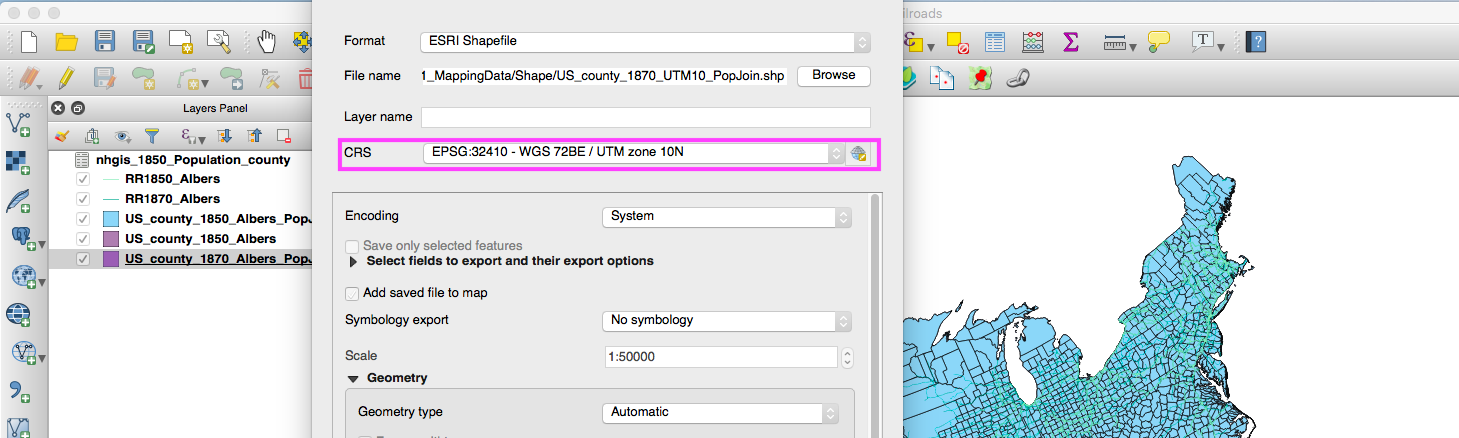 ilroads
Format
ESRI Shapefile
File name
1_MappingData/Shape/US_county_1870_UTM10_PopJoin.shp
Browse
Layers Panel
Layer name
CRS
EPSG:32410 - WGS 72BE / UTM zone 10N
nhgis_1850_Population_county
RR1850_Albers
RR1870_Albers
US_county_1850_Albers_PopJ
US_county_1850_Albers
US_county_1870_Albers_PopJ
Encoding
System
Save only selected features
Select fields to export and their export options
Add saved file to map
Symbology export
No symbology
Scale
1:50000
Geometry
Geometry type
Automatic